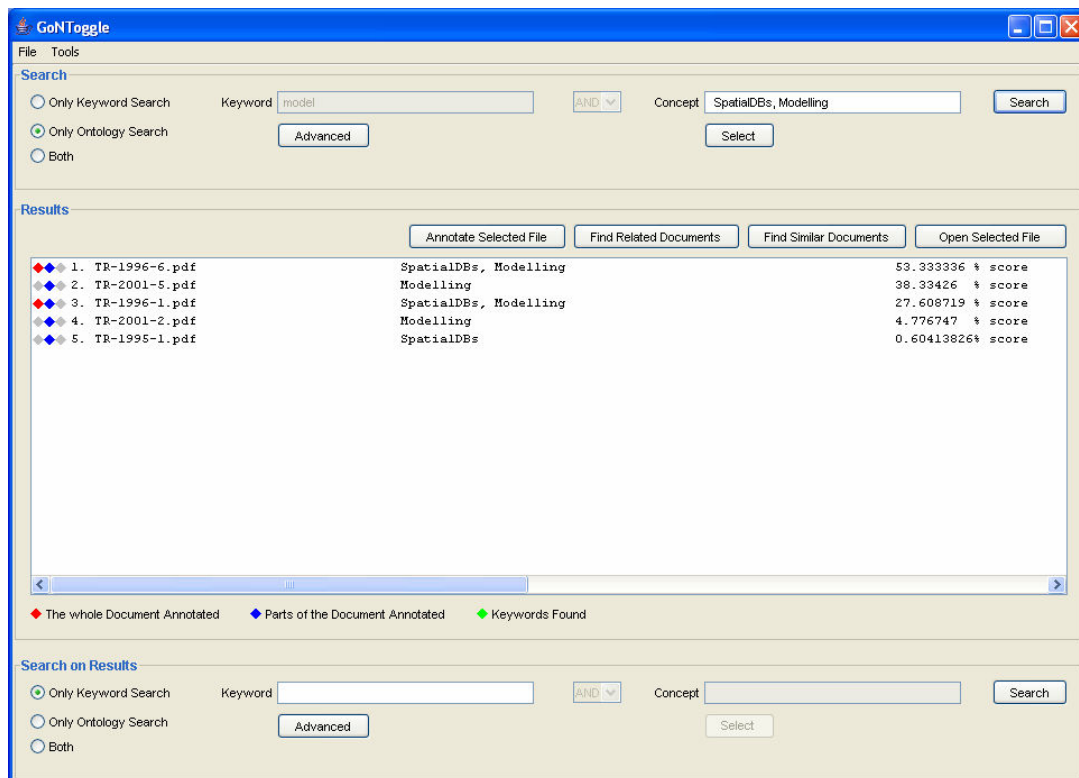 GoNToggle
File Tools
Search
Only Keyword Search Keyword model AND Concept SpatialDBs, Modelling Search
Only Ontology Search Advanced Select
Both
Results
Annotate Selected File Find Related Documents Find Similar Documents Open Selected File
1. TR-1996-6.pdf SpatialDBs, Modelling 53.333336 % score
2. TR-2001-5.pdf Modelling 38.33426 % score
3. TR-1996-1.pdf SpatialDBs, Modelling 27.608719 % score
4. TR-2001-2.pdf Modelling 4.776747 % score
5. TR-1995-1.pdf SpatialDBs 0.60413826% score
The whole Document Annotated Parts of the Document Annotated Keywords Found
Search on Results
Only Keyword Search Keyword AND Concept Search
Only Ontology Search Advanced Select
Both